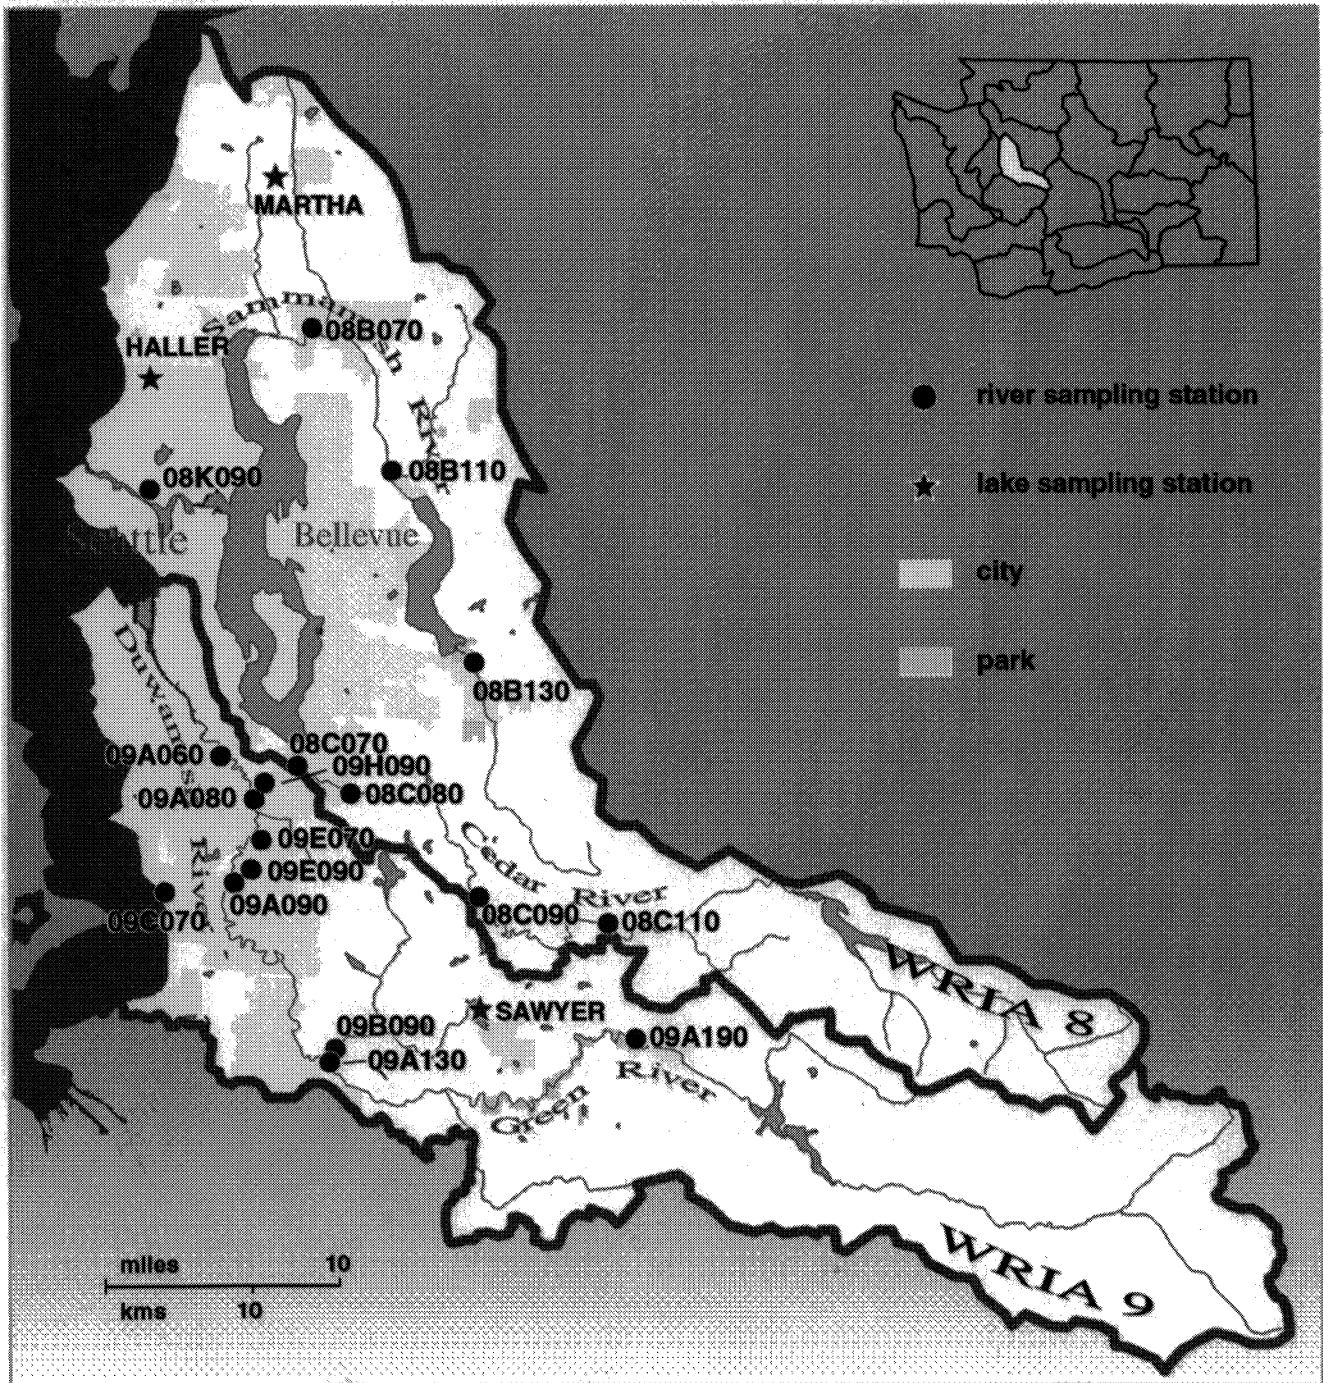 MARTHA
Sammamish River
08B070
HALLER
river sampling station
08K090
08B110
lake sampling station
Seattle
Bellevue
city
park
Duwamish River
08B130
08C070
09A060
09H090
09A080
08C080
09E070
09E090
Cedar River
09A090
09C070
08C090
08C110
WRIA 8
SAWYER
09B090
09A190
09A130
Green River
WRIA 9
miles 10
kms 10